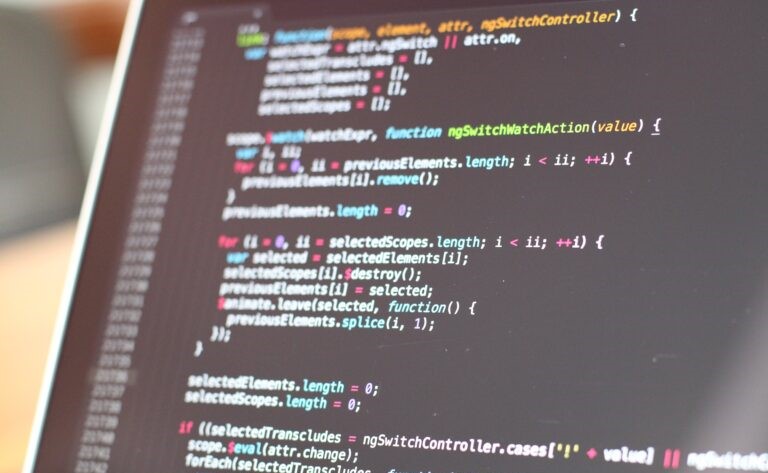 link: function(scope, element, attr, ngSwitchController) {
var watchExpr = attr.ngSwitch || attr.on,
selectedTranscludes = [],
selectedElements = [],
previousElements = [],
selectedScopes = [];
scope.$watch(watchExpr, function ngSwitchWatchAction(value) {
var i, ii;
for (i = 0, ii = previousElements.length; i < ii; ++i) {
previousElements[i].remove();
}
previousElements.length = 0;
for (i = 0, ii = selectedScopes.length; i < ii; ++i) {
var selected = selectedElements[i];
selectedScopes[i].$destroy();
previousElements[i] = selected;
$animate.leave(selected, function() {
previousElements.splice(i, 1);
});
}
selectedElements.length = 0;
selectedScopes.length = 0;
if ((selectedTranscludes = ngSwitchController.cases["!" + value] || ngSwitch
scope.$eval(attr.change);
forEach(selectedTranscludes,